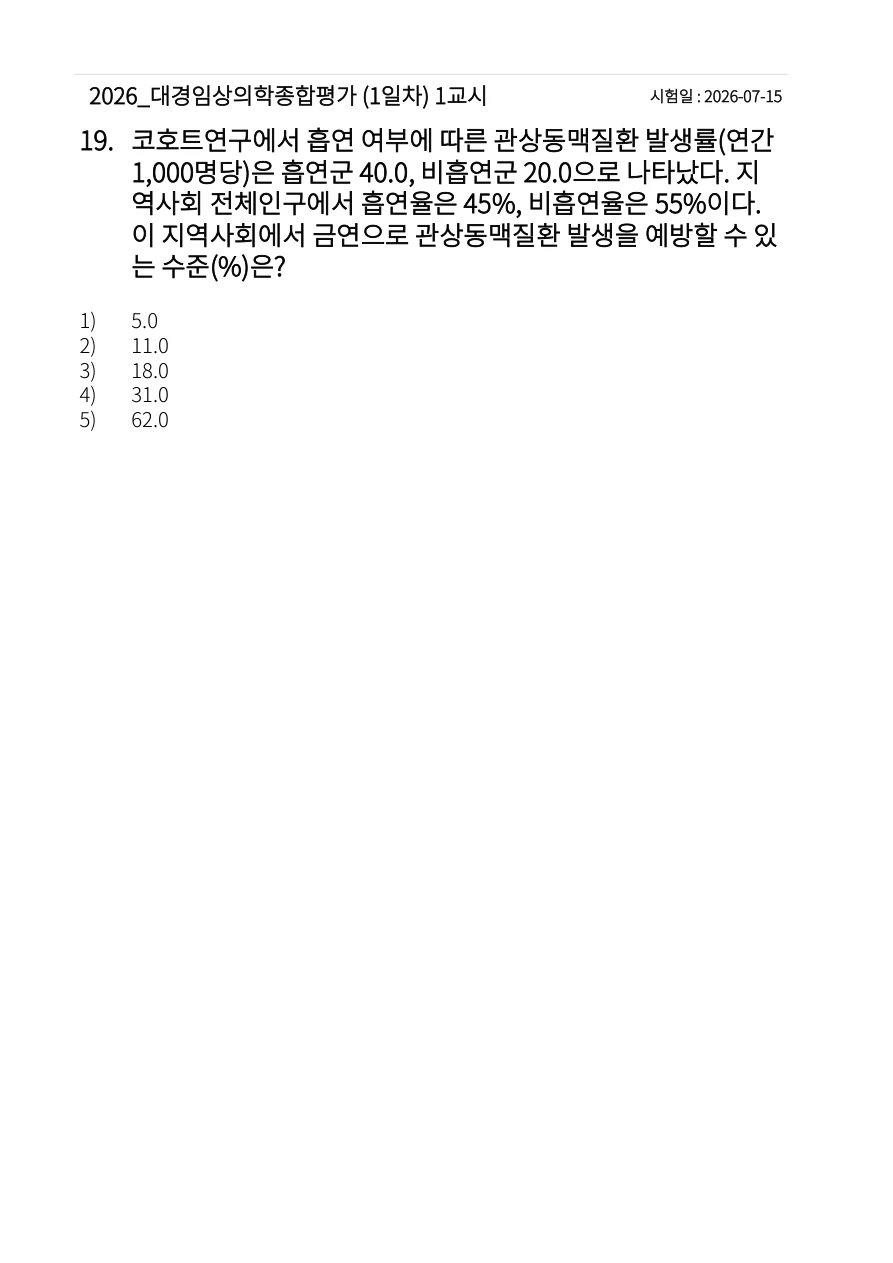 2026_대경임상의학종합평가 (1일차) 1교시
시험일 : 2026-07-15
19. 코호트연구에서 흡연 여부에 따른 관상동맥질환 발생률(연간
1,000명당)은 흡연군 40.0, 비흡연군 20.0으로 나타났다. 지
역사회 전체인구에서 흡연율은 45%, 비흡연율은 55%이다.
이 지역사회에서 금연으로 관상동맥질환 발생을 예방할 수 있
는 수준(%)은?
1) 5.0
2) 11.0
3) 18.0
4) 31.0
5) 62.0